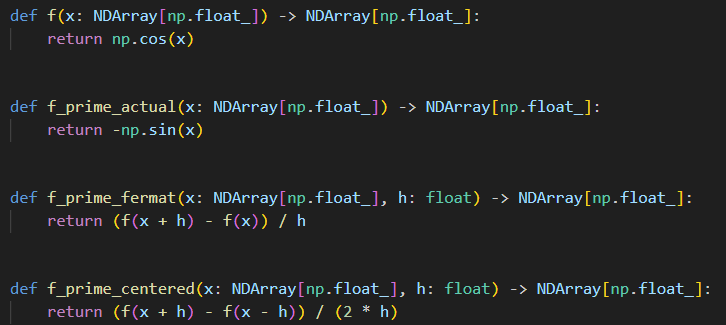 def f(x: NDArray[np.float_]) -> NDArray[np.float_]:
    return np.cos(x)
def f_prime_actual(x: NDArray[np.float_]) -> NDArray[np.float_]:
    return -np.sin(x)
def f_prime_fermat(x: NDArray[np.float_], h: float) -> NDArray[np.float_]:
    return (f(x + h) - f(x)) / h
def f_prime_centered(x: NDArray[np.float_], h: float) -> NDArray[np.float_]:
    return (f(x + h) - f(x - h)) / (2 * h)